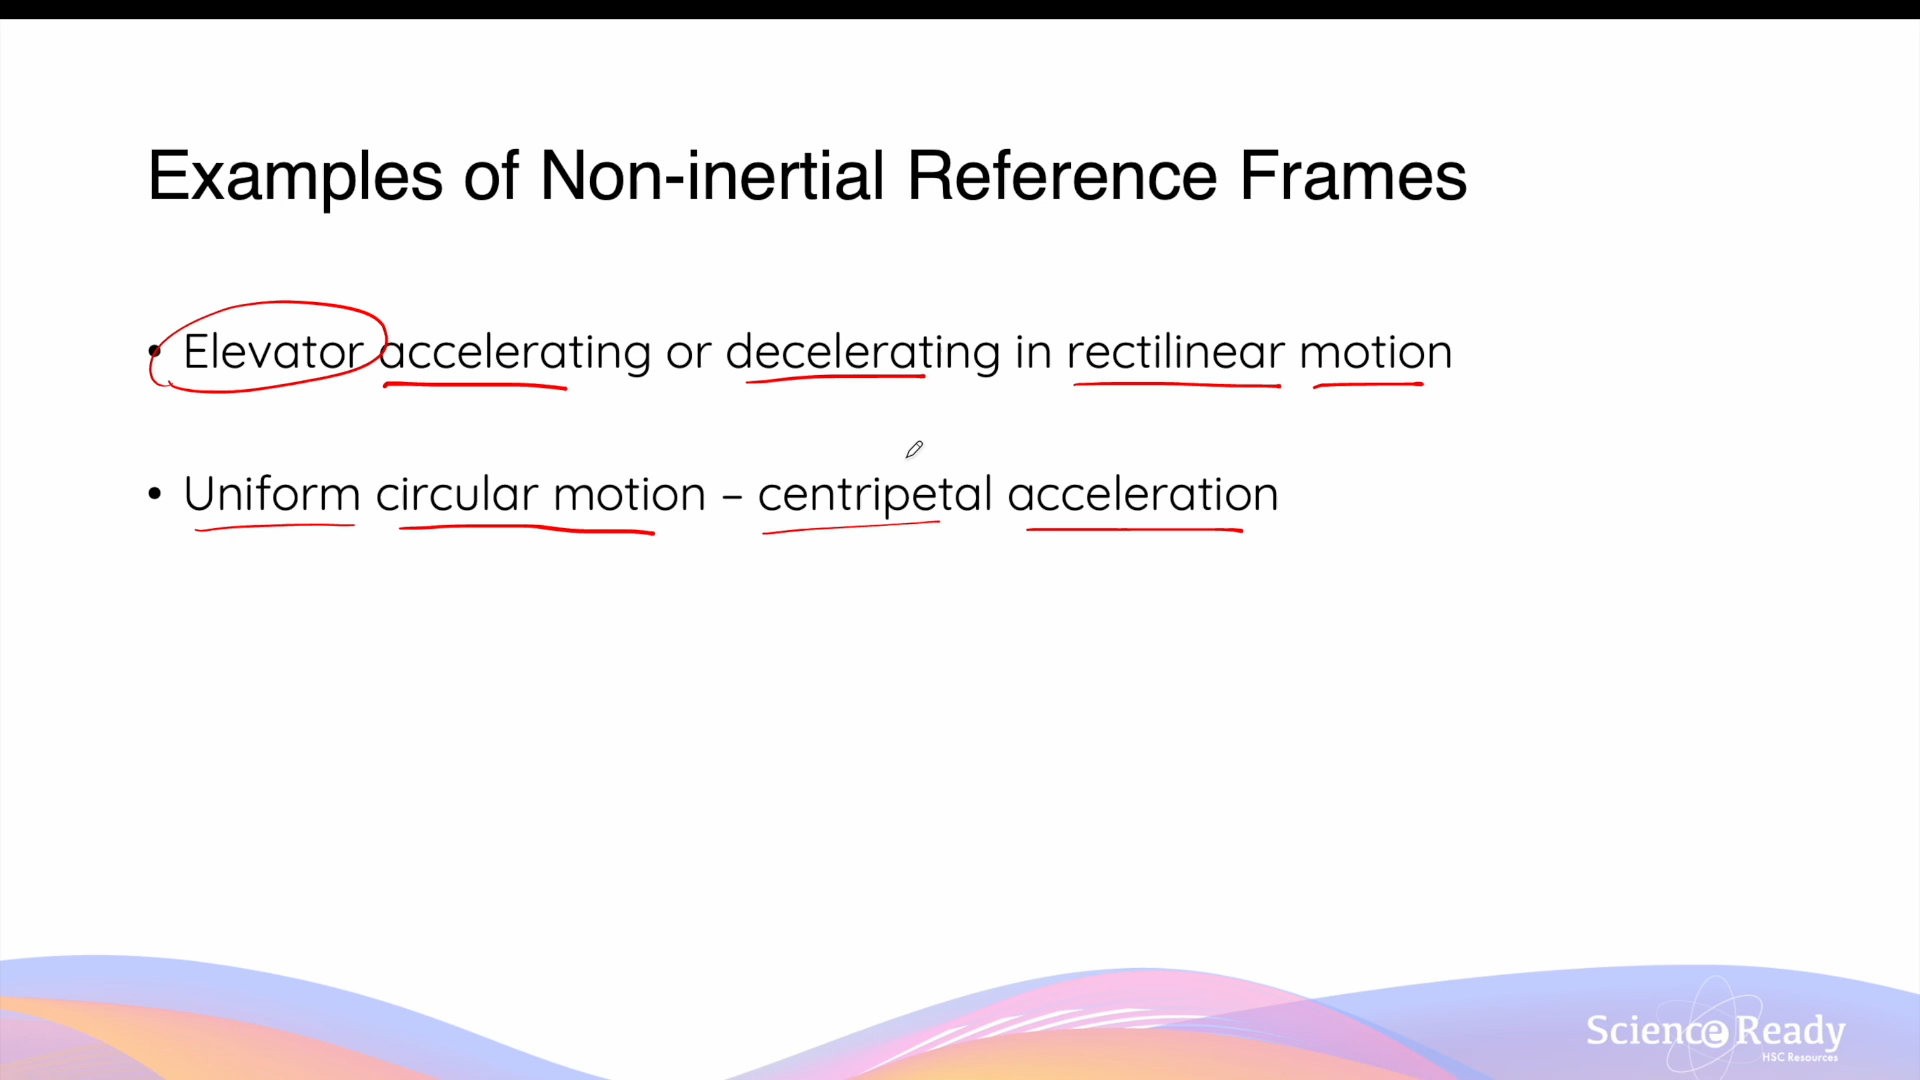 Examples of Non-inertial Reference Frames
• Elevator accelerating or decelerating in rectilinear motion
• Uniform circular motion – centripetal acceleration
Science Ready
HSC Resources